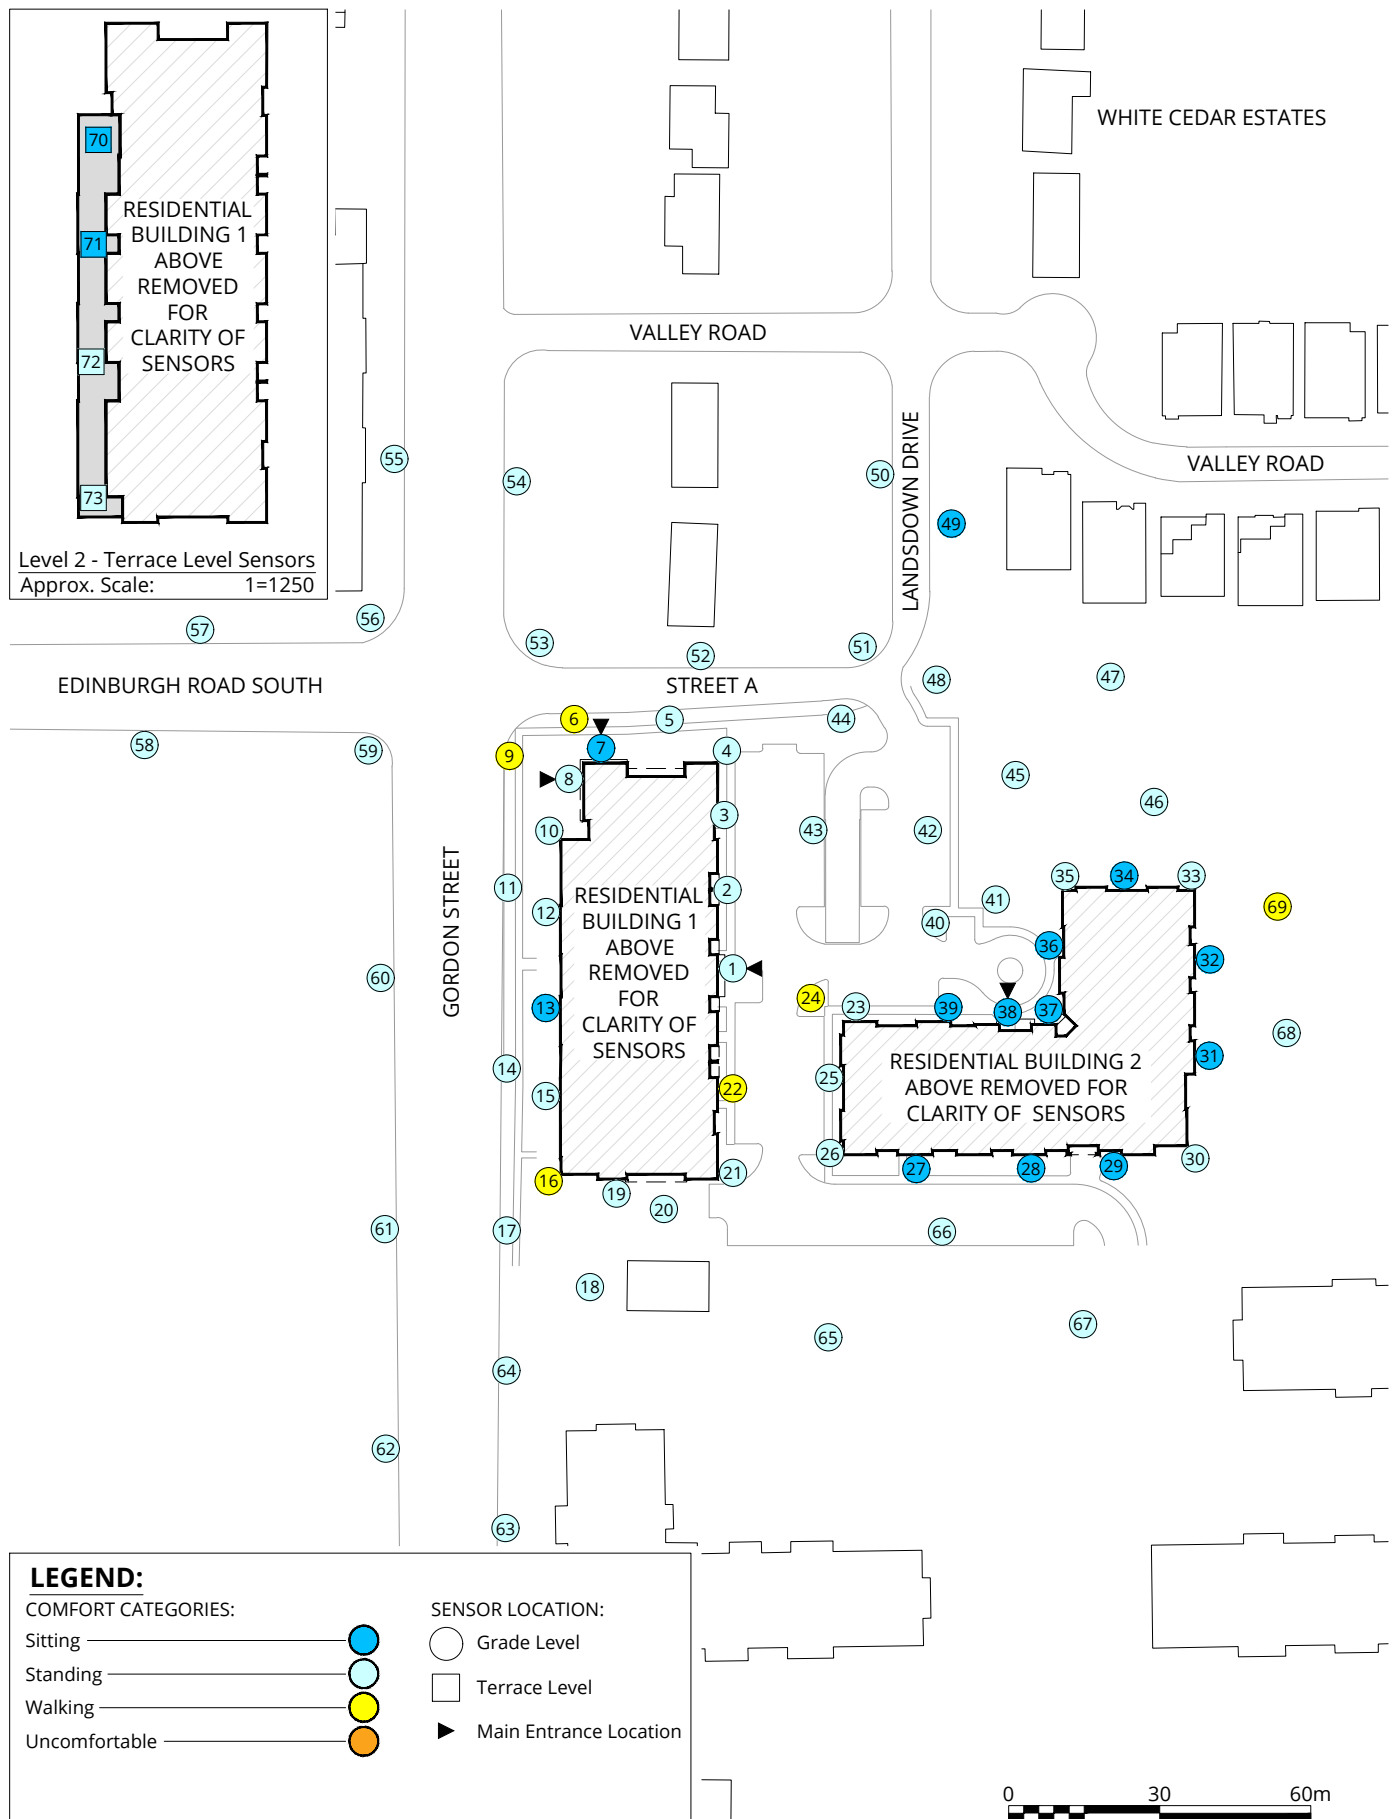 70
71
72
73
RESIDENTIAL
BUILDING 1
ABOVE
REMOVED
FOR
CLARITY OF
SENSORS
Level 2 - Terrace Level Sensors
Approx. Scale: 1=1250
WHITE CEDAR ESTATES
VALLEY ROAD
LANDSDOWN DRIVE
VALLEY ROAD
55
54
50
49
57
56
53
52
51
48
47
EDINBURGH ROAD SOUTH
STREET A
58
59
9
6
7
5
4
44
8
45
46
10
3
43
42
GORDON STREET
11
12
2
41
40
35
34
33
69
36
32
RESIDENTIAL
BUILDING 1
ABOVE
REMOVED
FOR
CLARITY OF
SENSORS
60
1
13
24
23
39
38
37
68
31
14
15
22
25
RESIDENTIAL BUILDING 2
ABOVE REMOVED FOR
CLARITY OF SENSORS
26
27
28
29
30
16
19
20
21
61
17
66
18
65
67
64
62
63
LEGEND:
COMFORT CATEGORIES:
Sitting
Standing
Walking
Uncomfortable
SENSOR LOCATION:
Grade Level
Terrace Level
Main Entrance Location
0 30 60m